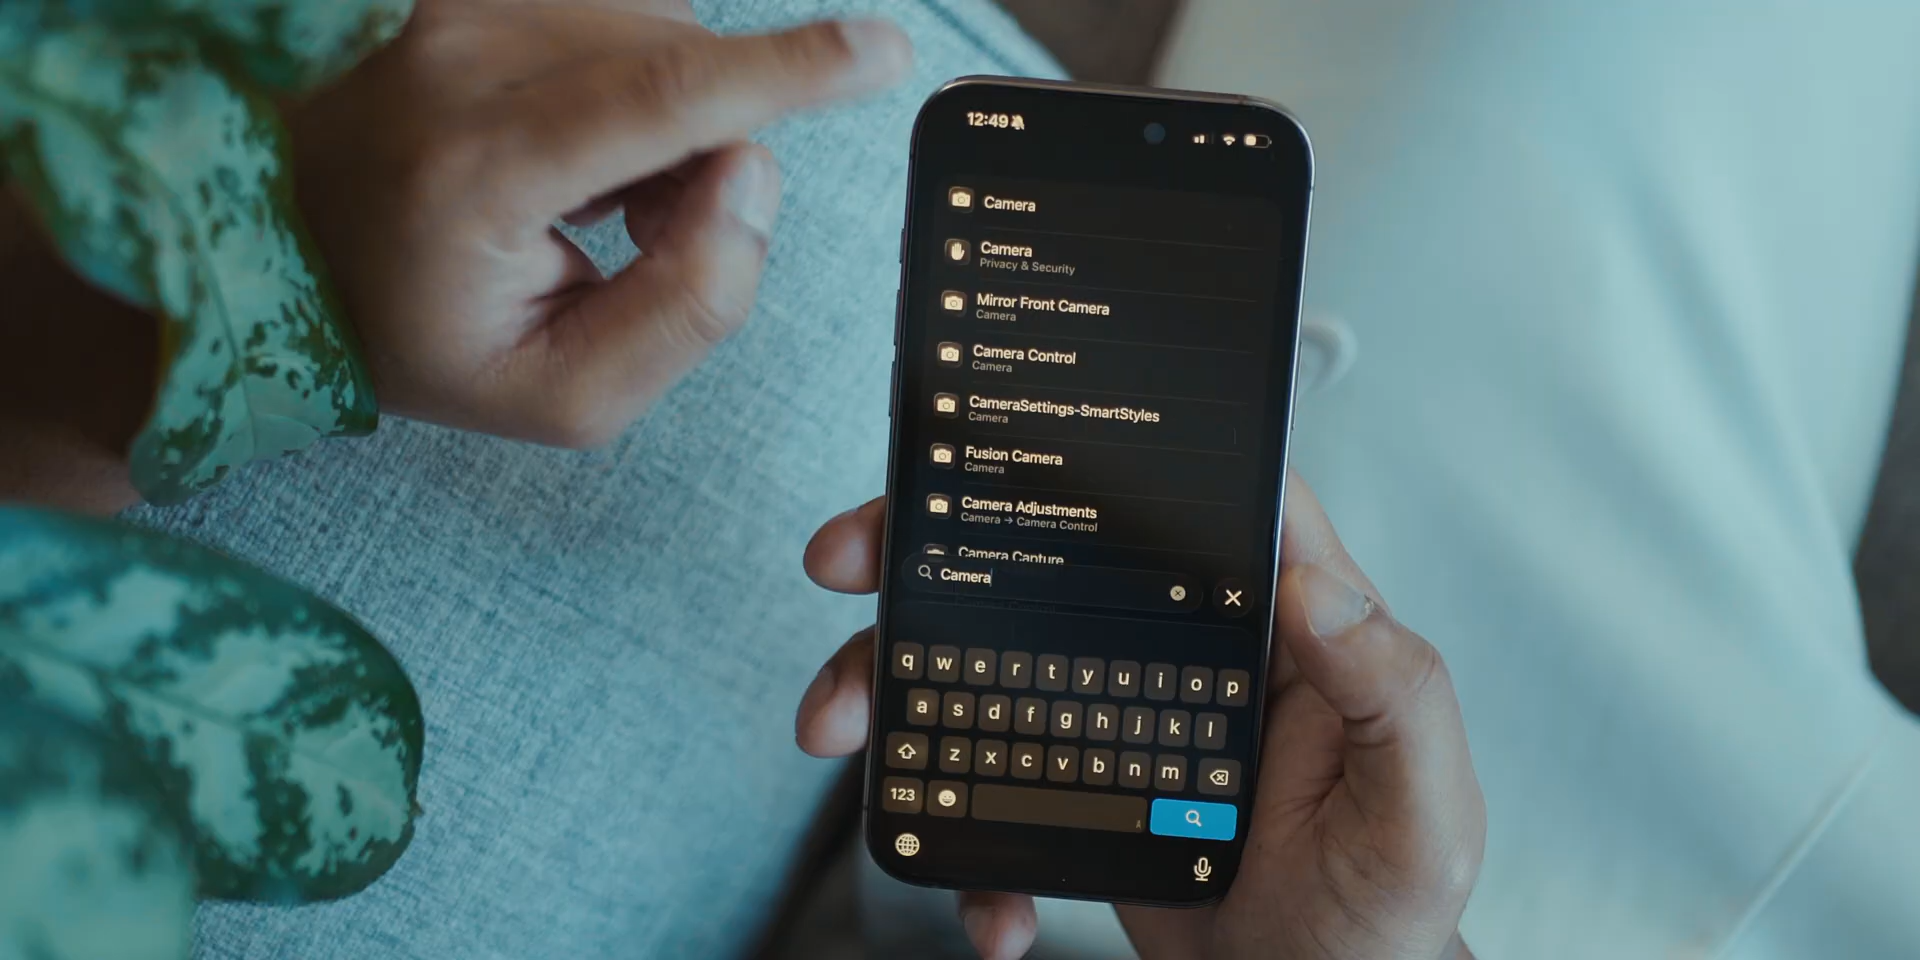 12:49
Camera
Camera
Privacy & Security
Mirror Front Camera
Camera
Camera Control
Camera
CameraSettings-SmartStyles
Camera
Fusion Camera
Camera
Camera Adjustments
Camera → Camera Control
Camera Capture
Camera
q w e r t y u i o p
a s d f g h j k l
z x c v b n m
123